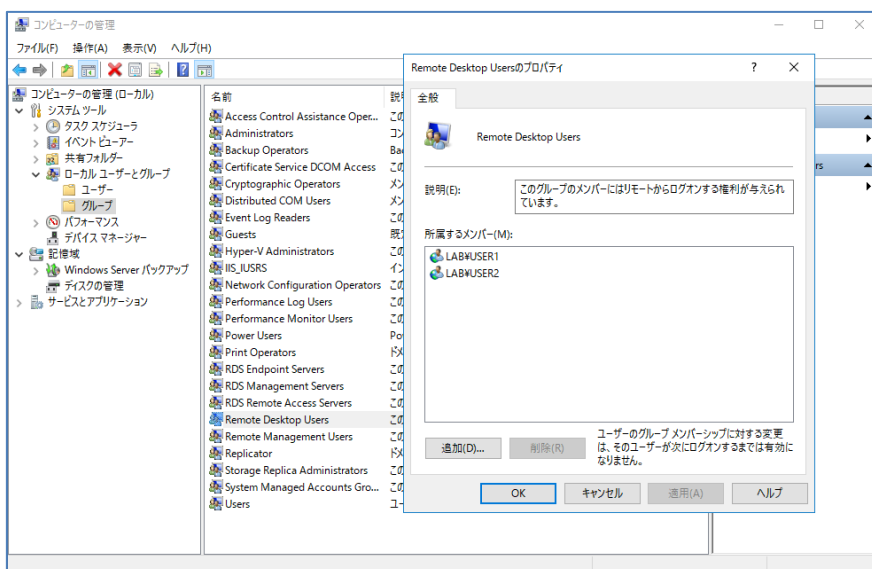 コンピューターの管理
ファイル(F) 操作(A) 表示(V) ヘルプ(H)
コンピューターの管理 (ローカル)
システム ツール
タスク スケジューラ
イベント ビューアー
共有フォルダー
ローカル ユーザーとグループ
ユーザー
グループ
パフォーマンス
デバイス マネージャー
記憶域
Windows Server バックアップ
ディスクの管理
サービスとアプリケーション
名前
Access Control Assistance Oper...
Administrators
Backup Operators
Certificate Service DCOM Access
Cryptographic Operators
Distributed COM Users
Event Log Readers
Guests
Hyper-V Administrators
IIS_IUSRS
Network Configuration Operators
Performance Log Users
Performance Monitor Users
Power Users
Print Operators
RDS Endpoint Servers
RDS Management Servers
RDS Remote Access Servers
Remote Desktop Users
Remote Management Users
Replicator
Storage Replica Administrators
System Managed Accounts Gro...
Users
Remote Desktop Usersのプロパティ
全般
Remote Desktop Users
説明(E):
このグループのメンバーにはリモートからログオンする権利が与えられ
ています。
所属するメンバー(M):
LAB¥USER1
LAB¥USER2
追加(D)...
削除(R)
ユーザーのグループ メンバーシップに対する変更
は、そのユーザーが次にログオンするまでは有効に
なりません。
OK
キャンセル
適用(A)
ヘルプ